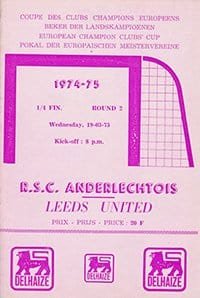 COUPE DES CLUBS CHAMPIONS EUROPEENS
BEKER DER LANDSKAMPIOENEN
EUROPEAN CHAMPION CLUBS' CUP
POKAL DER EUROPAISCHEN MEISTERVEREINE
1974-75
1/4 FIN. ROUND 2
Wednesday, 19-03-75
Kick-off : 8 p.m.
R.S.C. ANDERLECHTOIS
LEEDS UNITED
PRIX - PRIJS - PRICE : 20 F
DELHAIZE DELHAIZE DELHAIZE